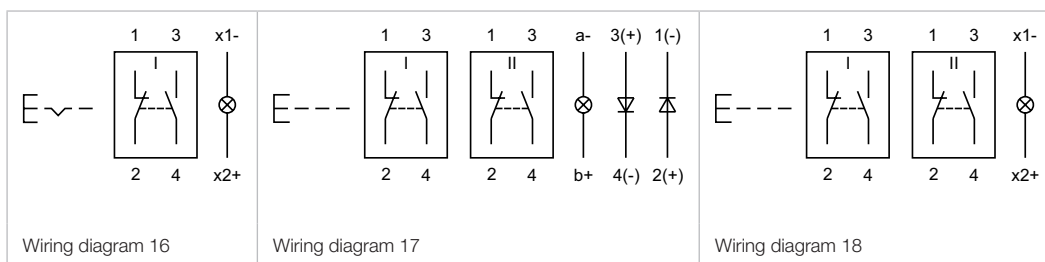 1 3 x1-
I
2 4 x2+
Wiring diagram 16
1 3 1 3 a- 3(+) 1(-)
I II
2 4 2 4 b+ 4(-) 2(+)
Wiring diagram 17
1 3 1 3 x1-
I II
2 4 2 4 x2+
Wiring diagram 18